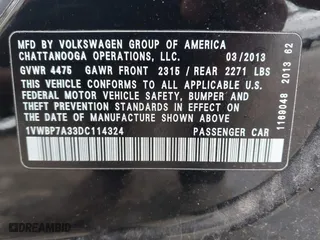 MFD BY VOLKSWAGEN GROUP OF AMERICA
CHATTANOOGA OPERATIONS, LLC. 03/2013
GVWR 4475 GAWR FRONT 2315 / REAR 2271 LBS
THIS VEHICLE CONFORMS TO ALL APPLICABLE U.S.
FEDERAL MOTOR VEHICLE SAFETY, BUMPER AND
THEFT PREVENTION STANDARDS IN EFFECT ON
THE DATE OF MANUFACTURE SHOWN ABOVE
1VWBP7A33DC114324 PASSENGER CAR
1169048 2013 62
© DREAMBID